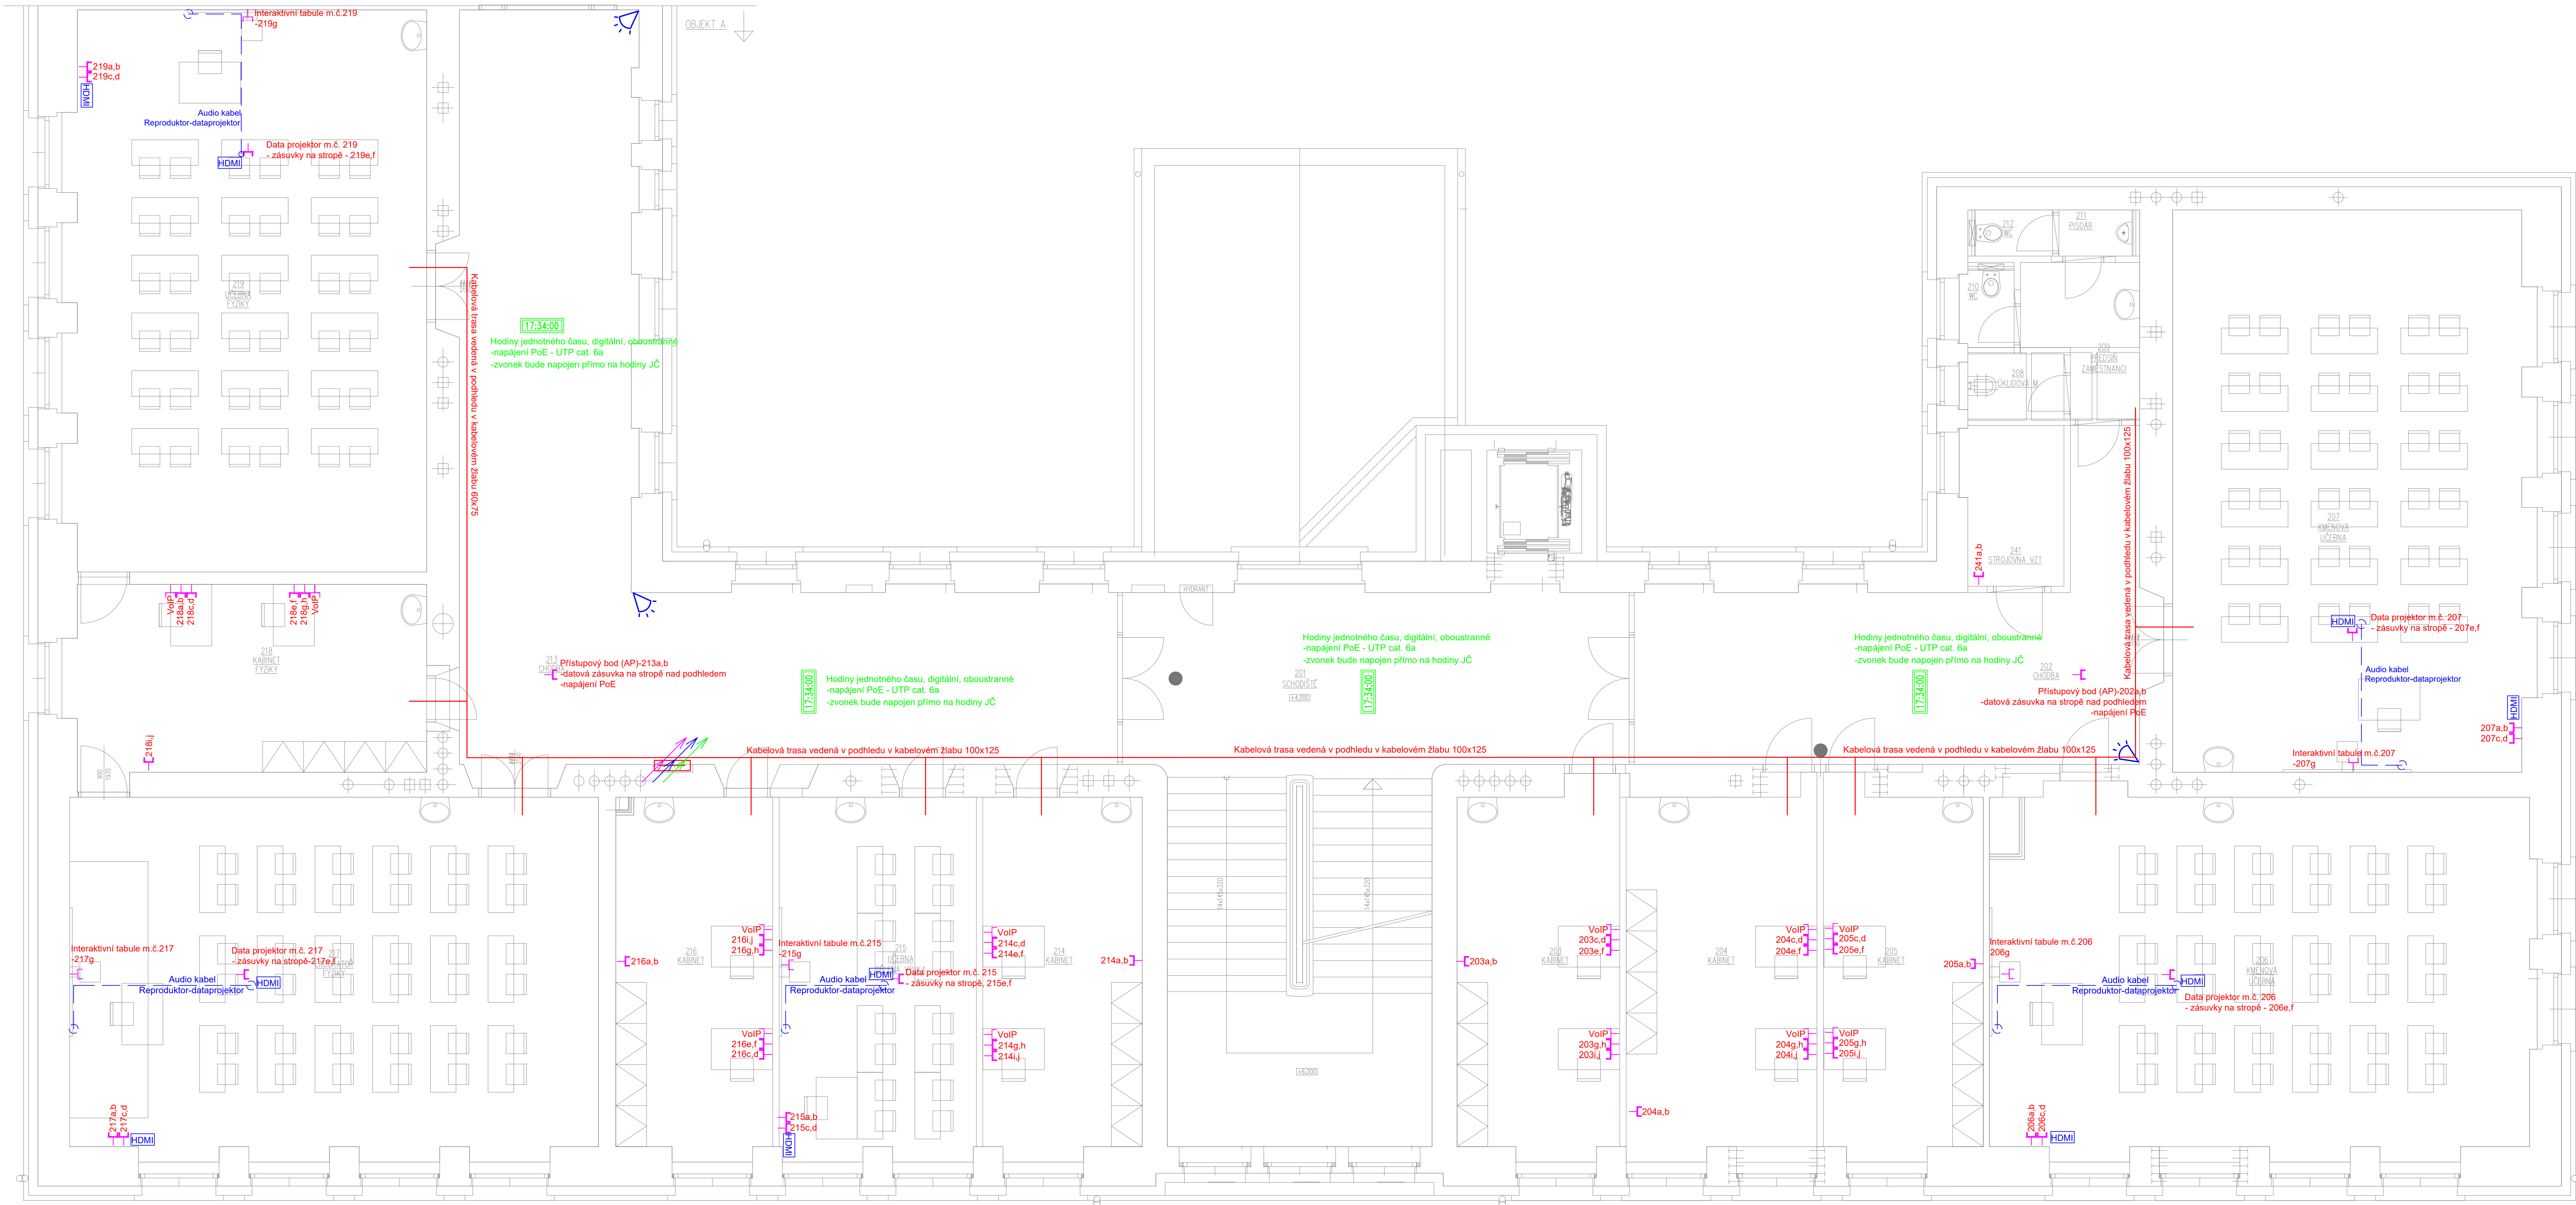 Interaktivní tabule m.č.219
-219g
OBJEKT A
219a,b
219c,d
HDMI
Audio kabel
Reproduktor-dataprojektor
Data projektor m.č. 219
- zásuvky na stropě - 219e,f
HDMI
219
UČEBNA
FYZIKY
Kabelová trasa vedená v podhledu v kabelovém žlabu 60x75
17:34:00
Hodiny jednotného času, digitální, oboustranné
-napájení PoE - UTP cat. 6a
-zvonek bude napojen přímo na hodiny JČ
212
WC
211
PISOÁR
210
WC
209
PŘEDSÍŇ
ZAMĚSTNANCI
208
ÚKLIDOVÁ M.
Kabelová trasa vedená v podhledu v kabelovém žlabu 100x125
207
KMENOVÁ
UČEBNA
241
STROJOVNA VZT
241a,b
HYDRANT
VoIP
218a,b
218c,d
218e,f
218g,h
VoIP
218
KABINET
FYZIKY
218i,j
213
CHODBA
Přístupový bod (AP)-213a,b
-datová zásuvka na stropě nad podhledem
-napájení PoE
17:34:00
Hodiny jednotného času, digitální, oboustranné
-napájení PoE - UTP cat. 6a
-zvonek bude napojen přímo na hodiny JČ
Hodiny jednotného času, digitální, oboustranné
-napájení PoE - UTP cat. 6a
-zvonek bude napojen přímo na hodiny JČ
201
SCHODIŠTĚ
+4,000
17:34:00
Hodiny jednotného času, digitální, oboustranné
-napájení PoE - UTP cat. 6a
-zvonek bude napojen přímo na hodiny JČ
17:34:00
202
CHODBA
Přístupový bod (AP)-202a,b
-datová zásuvka na stropě nad podhledem
-napájení PoE
HDMI
Data projektor m.č. 207
- zásuvky na stropě - 207e,f
Audio kabel
Reproduktor-dataprojektor
HDMI
207a,b
207c,d
Interaktivní tabule m.č.207
-207g
Kabelová trasa vedená v podhledu v kabelovém žlabu 100x125
Kabelová trasa vedená v podhledu v kabelovém žlabu 100x125
Kabelová trasa vedená v podhledu v kabelovém žlabu 100x125
900
1970
14x145x320
14x145x320
+6,000
Interaktivní tabule m.č.217
-217g
Data projektor m.č. 217
- zásuvky na stropě-217e,f
217
FYZIKY
Audio kabel
Reproduktor-dataprojektor
HDMI
217a,b
217c,d
HDMI
216a,b
216
KABINET
VoIP
216i,j
216g,h
VoIP
216e,f
216c,d
Interaktivní tabule m.č.215
-215g
215
UČEBNA
Audio kabel
Reproduktor-dataprojektor
HDMI
Data projektor m.č. 215
- zásuvky na stropě, 215e,f
215a,b
215c,d
HDMI
VoIP
214c,d
214e,f
214
KABINET
214a,b
VoIP
214g,h
214i,j
203a,b
203
KABINET
VoIP
203c,d
203e,f
VoIP
203g,h
203i,j
204
KABINET
204a,b
VoIP
204c,d
204e,f
VoIP
204g,h
204i,j
VoIP
205c,d
205e,f
205
KABINET
205a,b
VoIP
205g,h
205i,j
Interaktivní tabule m.č.206
206g
Audio kabel
Reproduktor-dataprojektor
HDMI
206
KMENOVÁ
UČEBNA
Data projektor m.č. 206
- zásuvky na stropě - 206e,f
206a,b
206c,d
HDMI